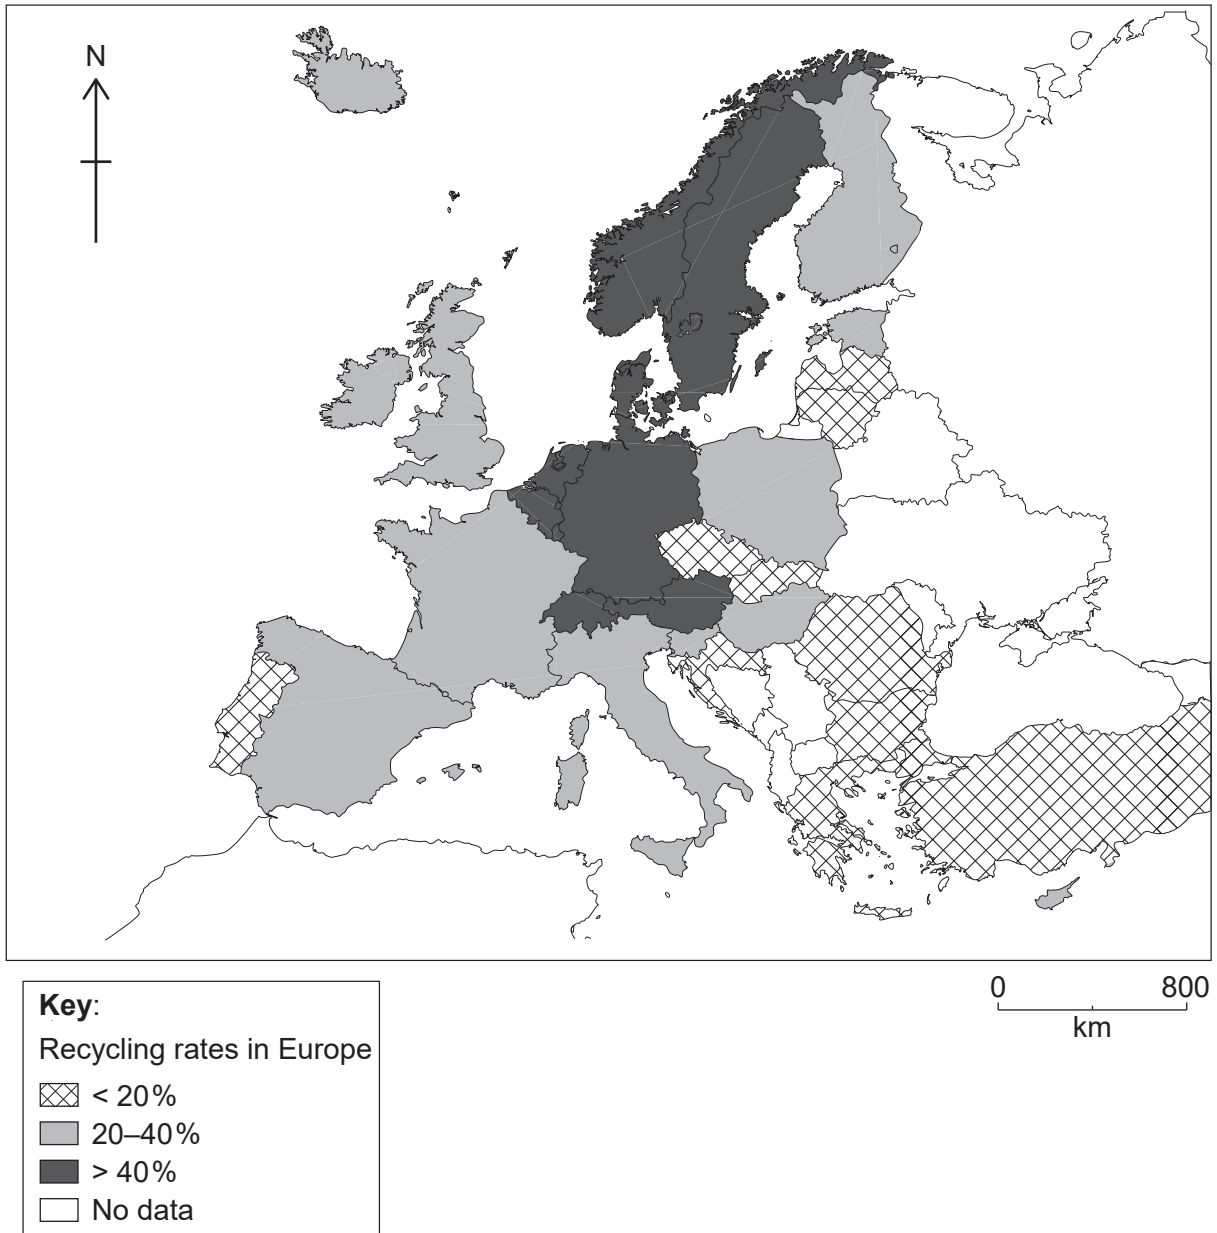 N
Key:
Recycling rates in Europe
< 20%
20–40%
> 40%
No data
0 800
km